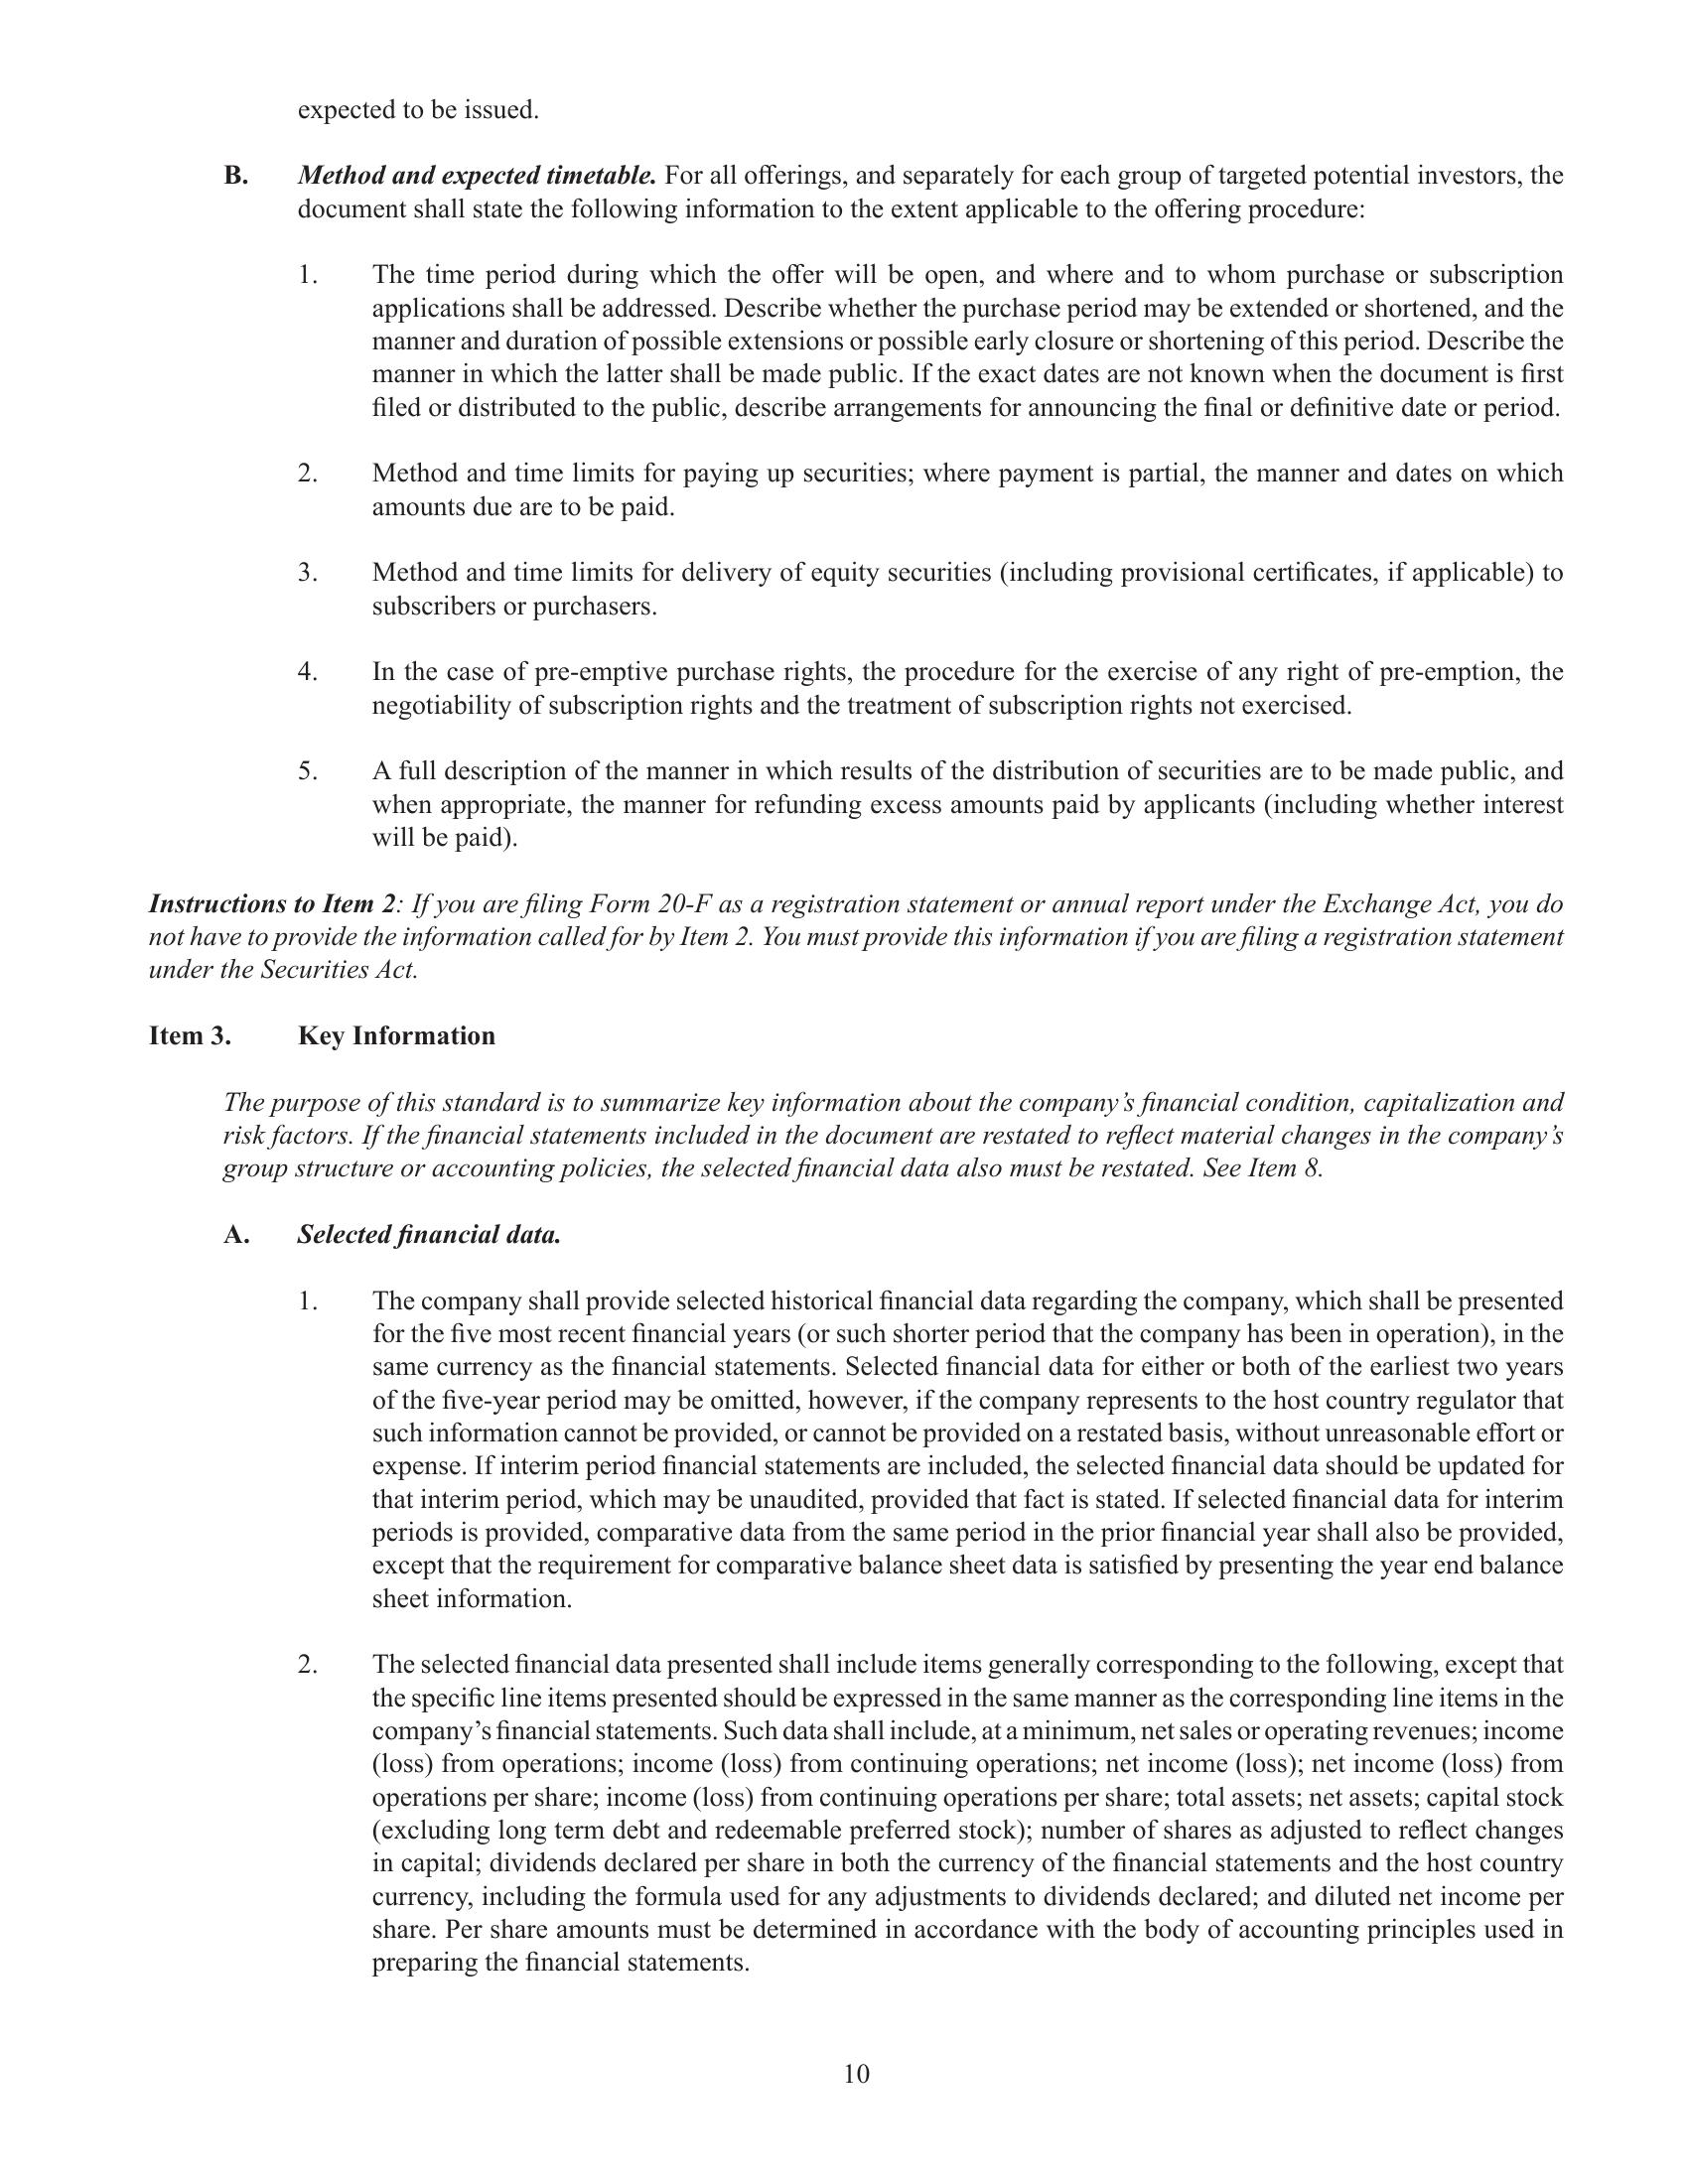 expected to be issued.
B. Method and expected timetable. For all offerings, and separately for each group of targeted potential investors, the
document shall state the following information to the extent applicable to the offering procedure:
1. The time period during which the offer will be open, and where and to whom purchase or subscription
applications shall be addressed. Describe whether the purchase period may be extended or shortened, and the
manner and duration of possible extensions or possible early closure or shortening of this period. Describe the
manner in which the latter shall be made public. If the exact dates are not known when the document is first
filed or distributed to the public, describe arrangements for announcing the final or definitive date or period.
2. Method and time limits for paying up securities; where payment is partial, the manner and dates on which
amounts due are to be paid.
3. Method and time limits for delivery of equity securities (including provisional certificates, if applicable) to
subscribers or purchasers.
4. In the case of pre-emptive purchase rights, the procedure for the exercise of any right of pre-emption, the
negotiability of subscription rights and the treatment of subscription rights not exercised.
5. A full description of the manner in which results of the distribution of securities are to be made public, and
when appropriate, the manner for refunding excess amounts paid by applicants (including whether interest
will be paid).
Instructions to Item 2: If you are filing Form 20-F as a registration statement or annual report under the Exchange Act, you do
not have to provide the information called for by Item 2. You must provide this information if you are filing a registration statement
under the Securities Act.
Item 3. Key Information
The purpose of this standard is to summarize key information about the company’s financial condition, capitalization and
risk factors. If the financial statements included in the document are restated to reflect material changes in the company’s
group structure or accounting policies, the selected financial data also must be restated. See Item 8.
A. Selected financial data.
1. The company shall provide selected historical financial data regarding the company, which shall be presented
for the five most recent financial years (or such shorter period that the company has been in operation), in the
same currency as the financial statements. Selected financial data for either or both of the earliest two years
of the five-year period may be omitted, however, if the company represents to the host country regulator that
such information cannot be provided, or cannot be provided on a restated basis, without unreasonable effort or
expense. If interim period financial statements are included, the selected financial data should be updated for
that interim period, which may be unaudited, provided that fact is stated. If selected financial data for interim
periods is provided, comparative data from the same period in the prior financial year shall also be provided,
except that the requirement for comparative balance sheet data is satisfied by presenting the year end balance
sheet information.
2. The selected financial data presented shall include items generally corresponding to the following, except that
the specific line items presented should be expressed in the same manner as the corresponding line items in the
company’s financial statements. Such data shall include, at a minimum, net sales or operating revenues; income
(loss) from operations; income (loss) from continuing operations; net income (loss); net income (loss) from
operations per share; income (loss) from continuing operations per share; total assets; net assets; capital stock
(excluding long term debt and redeemable preferred stock); number of shares as adjusted to reflect changes
in capital; dividends declared per share in both the currency of the financial statements and the host country
currency, including the formula used for any adjustments to dividends declared; and diluted net income per
share. Per share amounts must be determined in accordance with the body of accounting principles used in
preparing the financial statements.
10